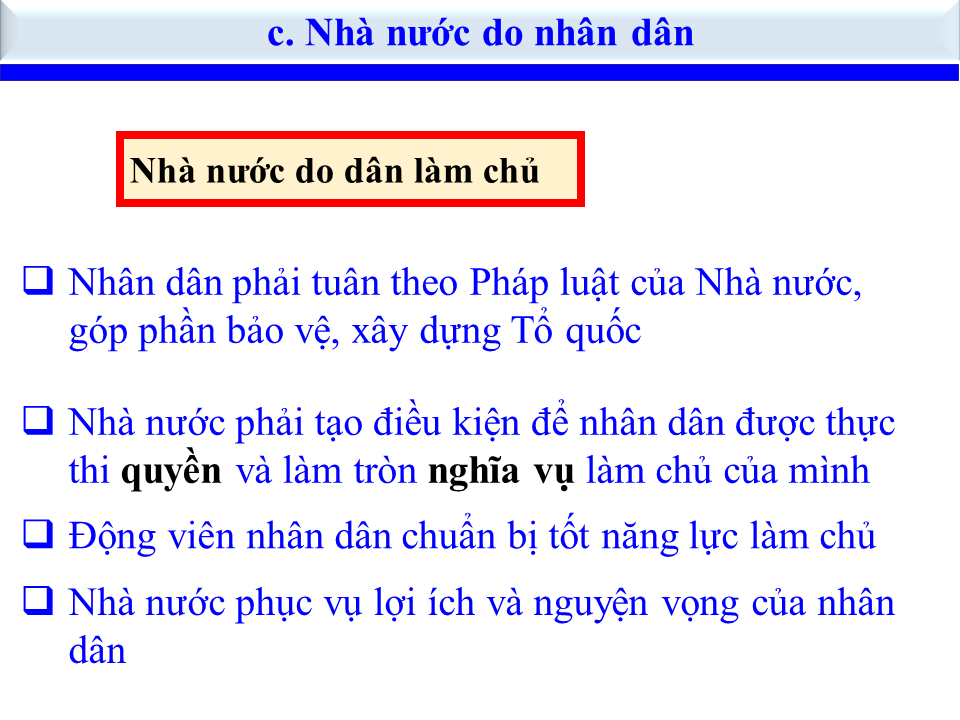 c. Nhà nước do nhân dân
Nhà nước do dân làm chủ
❑ Nhân dân phải tuân theo Pháp luật của Nhà nước,
góp phần bảo vệ, xây dựng Tổ quốc
❑ Nhà nước phải tạo điều kiện để nhân dân được thực
thi quyền và làm tròn nghĩa vụ làm chủ của mình
❑ Động viên nhân dân chuẩn bị tốt năng lực làm chủ
❑ Nhà nước phục vụ lợi ích và nguyện vọng của nhân
dân